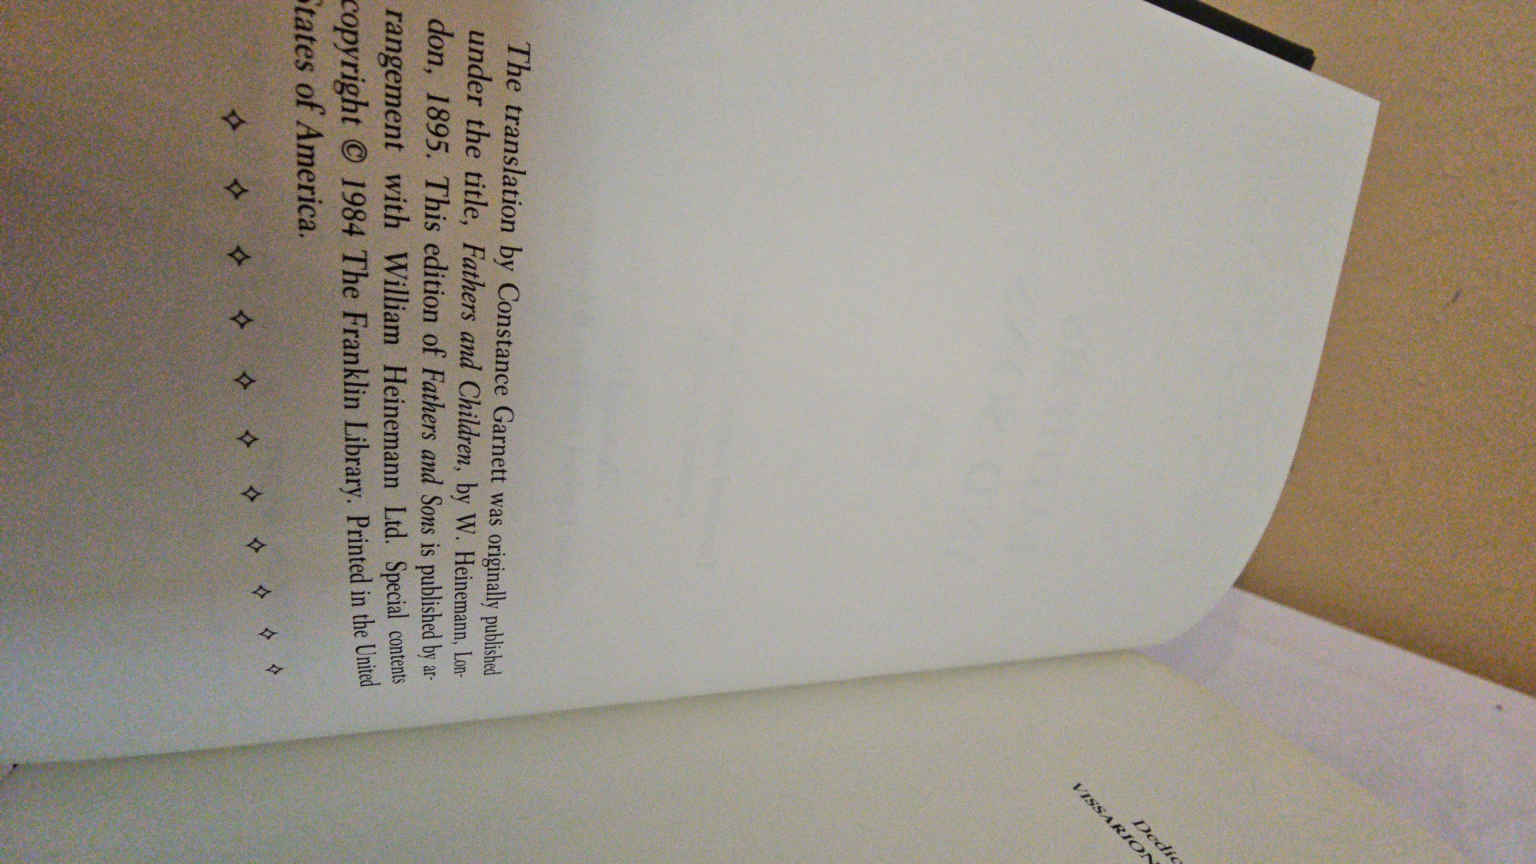 The translation by Constance Garnett was originally published
under the title, Fathers and Children, by W. Heinemann, Lon-
don, 1895. This edition of Fathers and Sons is published by ar-
rangement with William Heinemann Ltd. Special contents
copyright © 1984 The Franklin Library. Printed in the United
States of America.
VISSARION